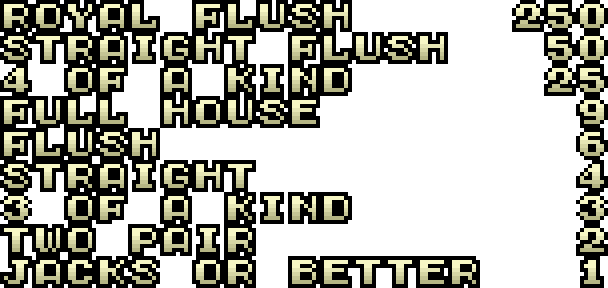 ROYAL FLUSH 250
STRAIGHT FLUSH 50
4 OF A KIND 25
FULL HOUSE 9
FLUSH 6
STRAIGHT 4
3 OF A KIND 3
TWO PAIR 2
JACKS OR BETTER 1